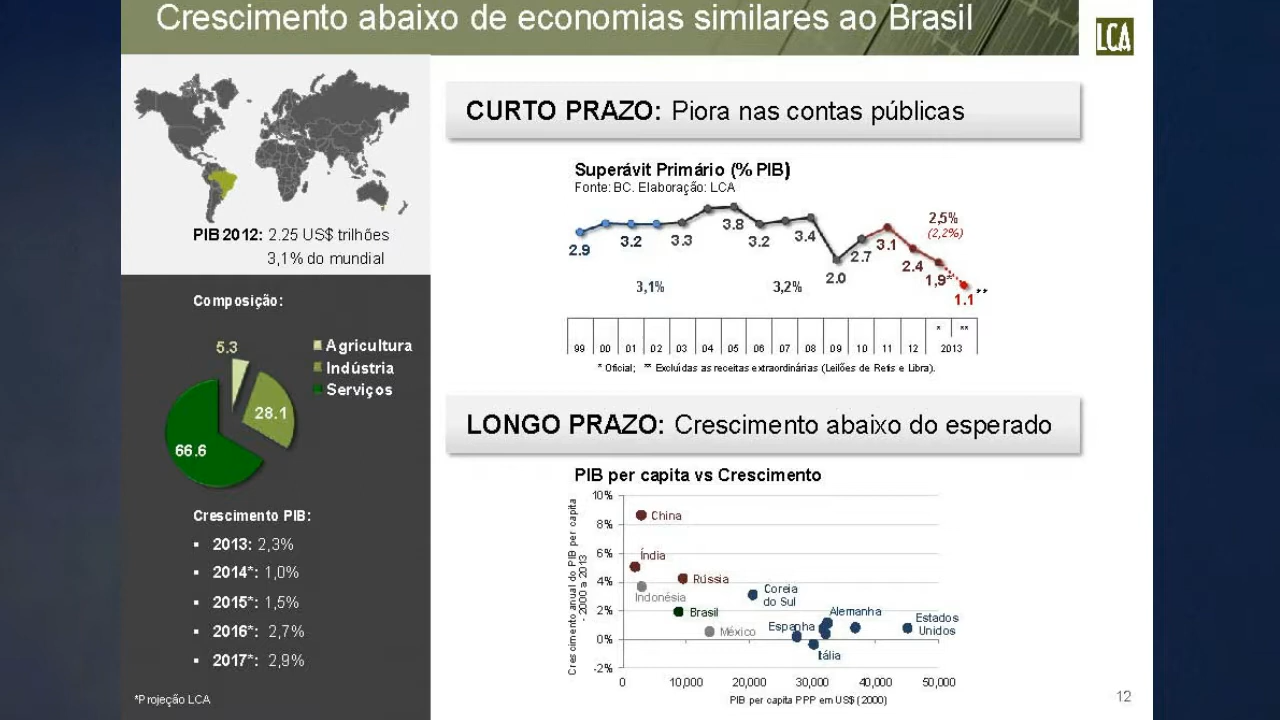 Crescimento abaixo de economias similares ao Brasil
LCA
PIB 2012: 2.25 US$ trilhões
3,1% do mundial
Composição:
5.3
28.1
66.6
Agricultura
Indústria
Serviços
Crescimento PIB:
▪ 2013: 2,3%
▪ 2014*: 1,0%
▪ 2015*: 1,5%
▪ 2016*: 2,7%
▪ 2017*: 2,9%
*Projeção LCA
CURTO PRAZO: Piora nas contas públicas
Superávit Primário (% PIB)
Fonte: BC. Elaboração: LCA
2.9 3.2 3.3 3.8 3.2 3.4 2.0 2.7 3.1 2.4 1,9* 1.1 **
2,5%
(2,2%)
3,1% 3,2%
* **
99 00 01 02 03 04 05 06 07 08 09 10 11 12 2013
* Oficial; ** Excluídas as receitas extraordinárias (Leilões de Refis e Libra).
LONGO PRAZO: Crescimento abaixo do esperado
PIB per capita vs Crescimento
Crescimento anual do PIB per capita
- 2000 a 2013
10%
8%
6%
4%
2%
0%
-2%
China
Índia
Rússia
Indonésia
Coreia
do Sul
Brasil
Alemanha
México
Espanha
Estados
Unidos
Itália
0 10,000 20,000 30,000 40,000 50,000
PIB per capita PPP em US$ (2000)
12